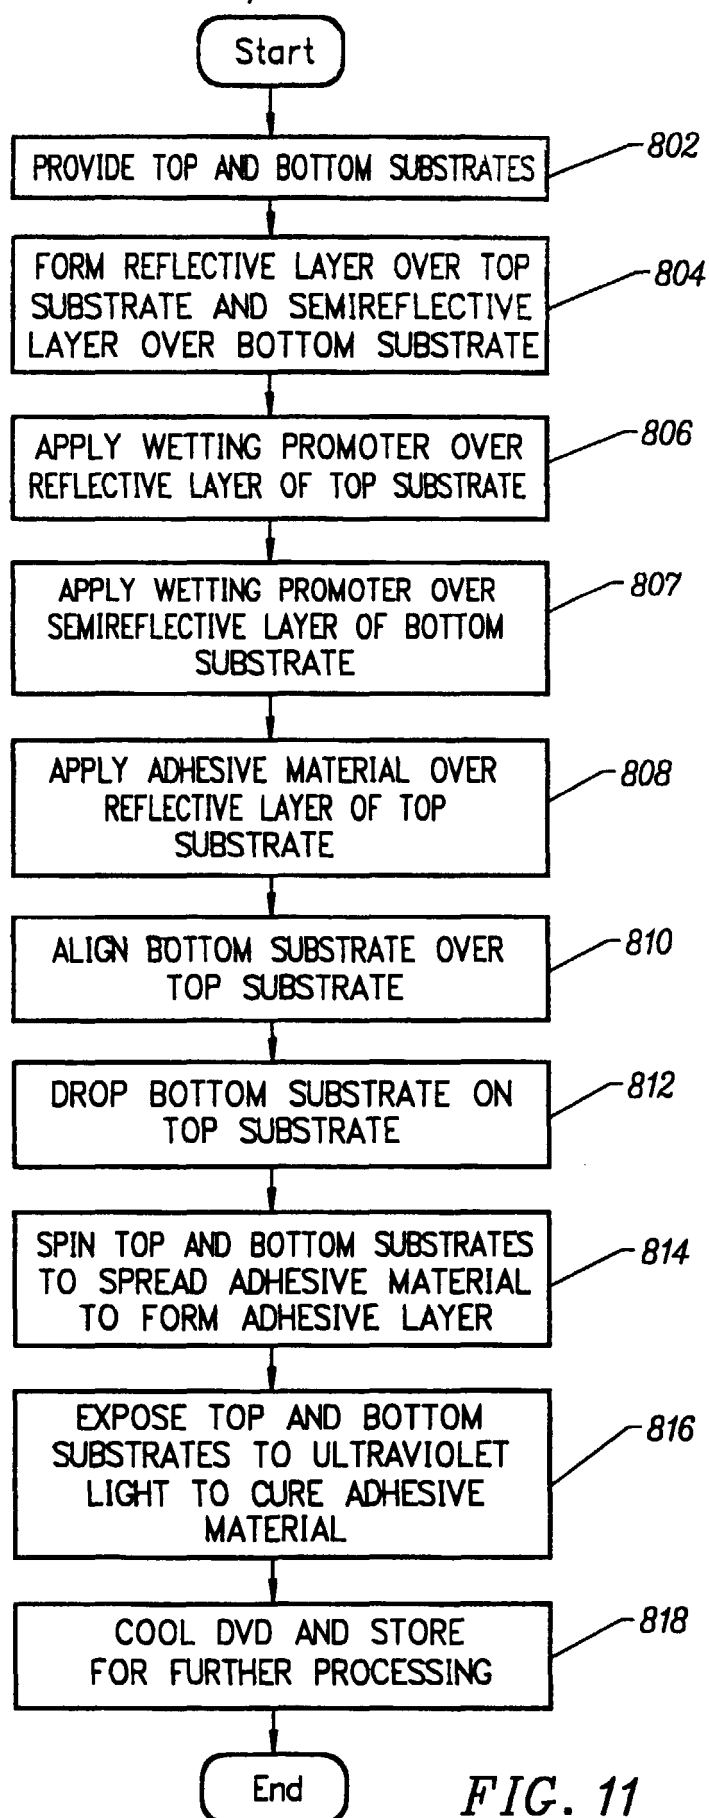 Start
PROVIDE TOP AND BOTTOM SUBSTRATES
802
FORM REFLECTIVE LAYER OVER TOP
SUBSTRATE AND SEMIREFLECTIVE
LAYER OVER BOTTOM SUBSTRATE
804
APPLY WETTING PROMOTER OVER
REFLECTIVE LAYER OF TOP SUBSTRATE
806
APPLY WETTING PROMOTER OVER
SEMIREFLECTIVE LAYER OF BOTTOM
SUBSTRATE
807
APPLY ADHESIVE MATERIAL OVER
REFLECTIVE LAYER OF TOP
SUBSTRATE
808
ALIGN BOTTOM SUBSTRATE OVER
TOP SUBSTRATE
810
DROP BOTTOM SUBSTRATE ON
TOP SUBSTRATE
812
SPIN TOP AND BOTTOM SUBSTRATES
TO SPREAD ADHESIVE MATERIAL
TO FORM ADHESIVE LAYER
814
EXPOSE TOP AND BOTTOM
SUBSTRATES TO ULTRAVIOLET
LIGHT TO CURE ADHESIVE
MATERIAL
816
COOL DVD AND STORE
FOR FURTHER PROCESSING
818
End
FIG. 11